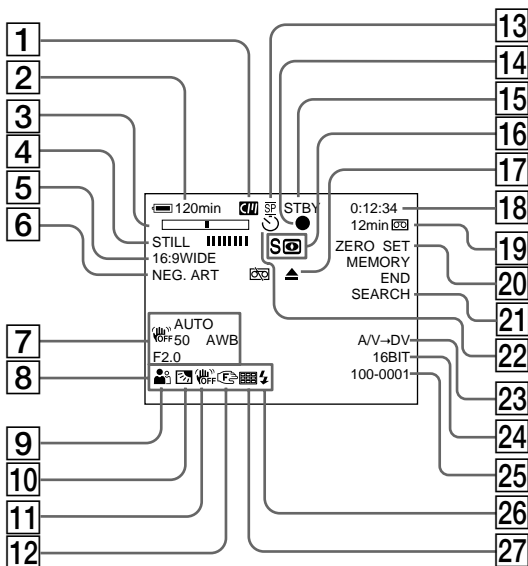 1
2
3
4
5
6
7
8
9
10
11
12
13
14
15
16
17
18
19
20
21
22
23
24
25
26
27
120min SP STBY 0:12:34
12min
STILL
16:9WIDE
NEG. ART
S
ZERO SET
MEMORY
END
SEARCH
AUTO
OFF 50 AWB
F2.0
OFF F
A/V→DV
16BIT
100-0001